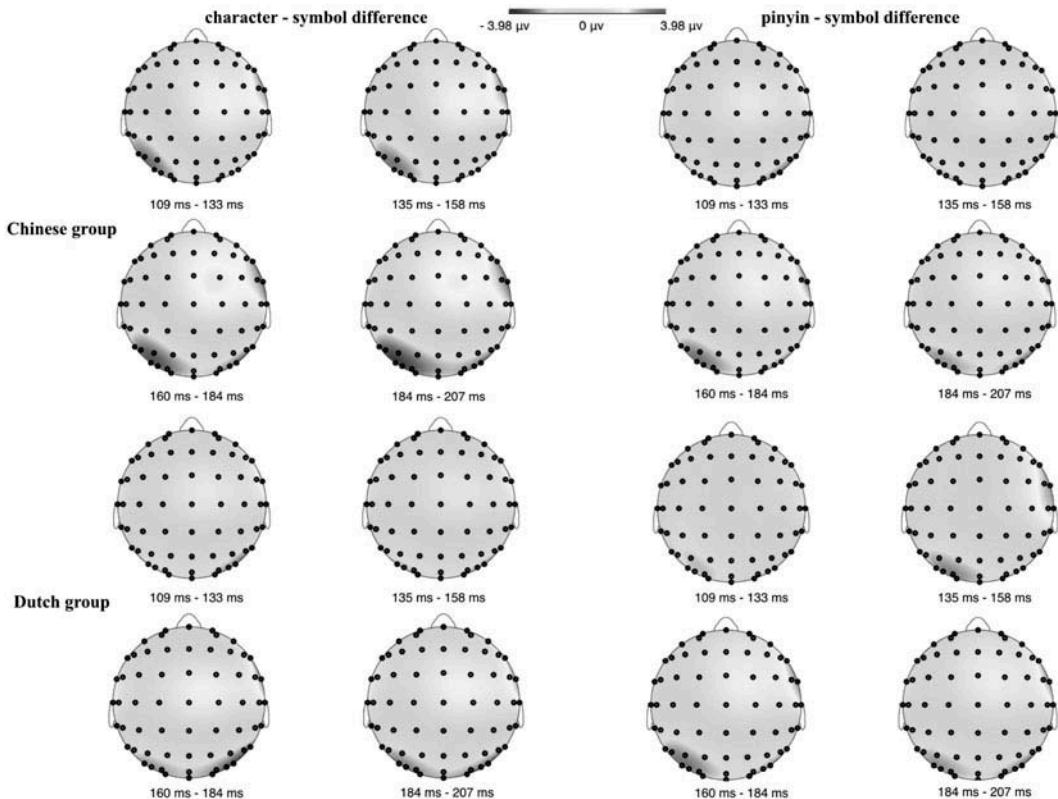 character - symbol difference
- 3.98 µv 0 µv 3.98 µv
pinyin - symbol difference
109 ms - 133 ms 135 ms - 158 ms 109 ms - 133 ms 135 ms - 158 ms
Chinese group
160 ms - 184 ms 184 ms - 207 ms 160 ms - 184 ms 184 ms - 207 ms
109 ms - 133 ms 135 ms - 158 ms 109 ms - 133 ms 135 ms - 158 ms
Dutch group
160 ms - 184 ms 184 ms - 207 ms 160 ms - 184 ms 184 ms - 207 ms